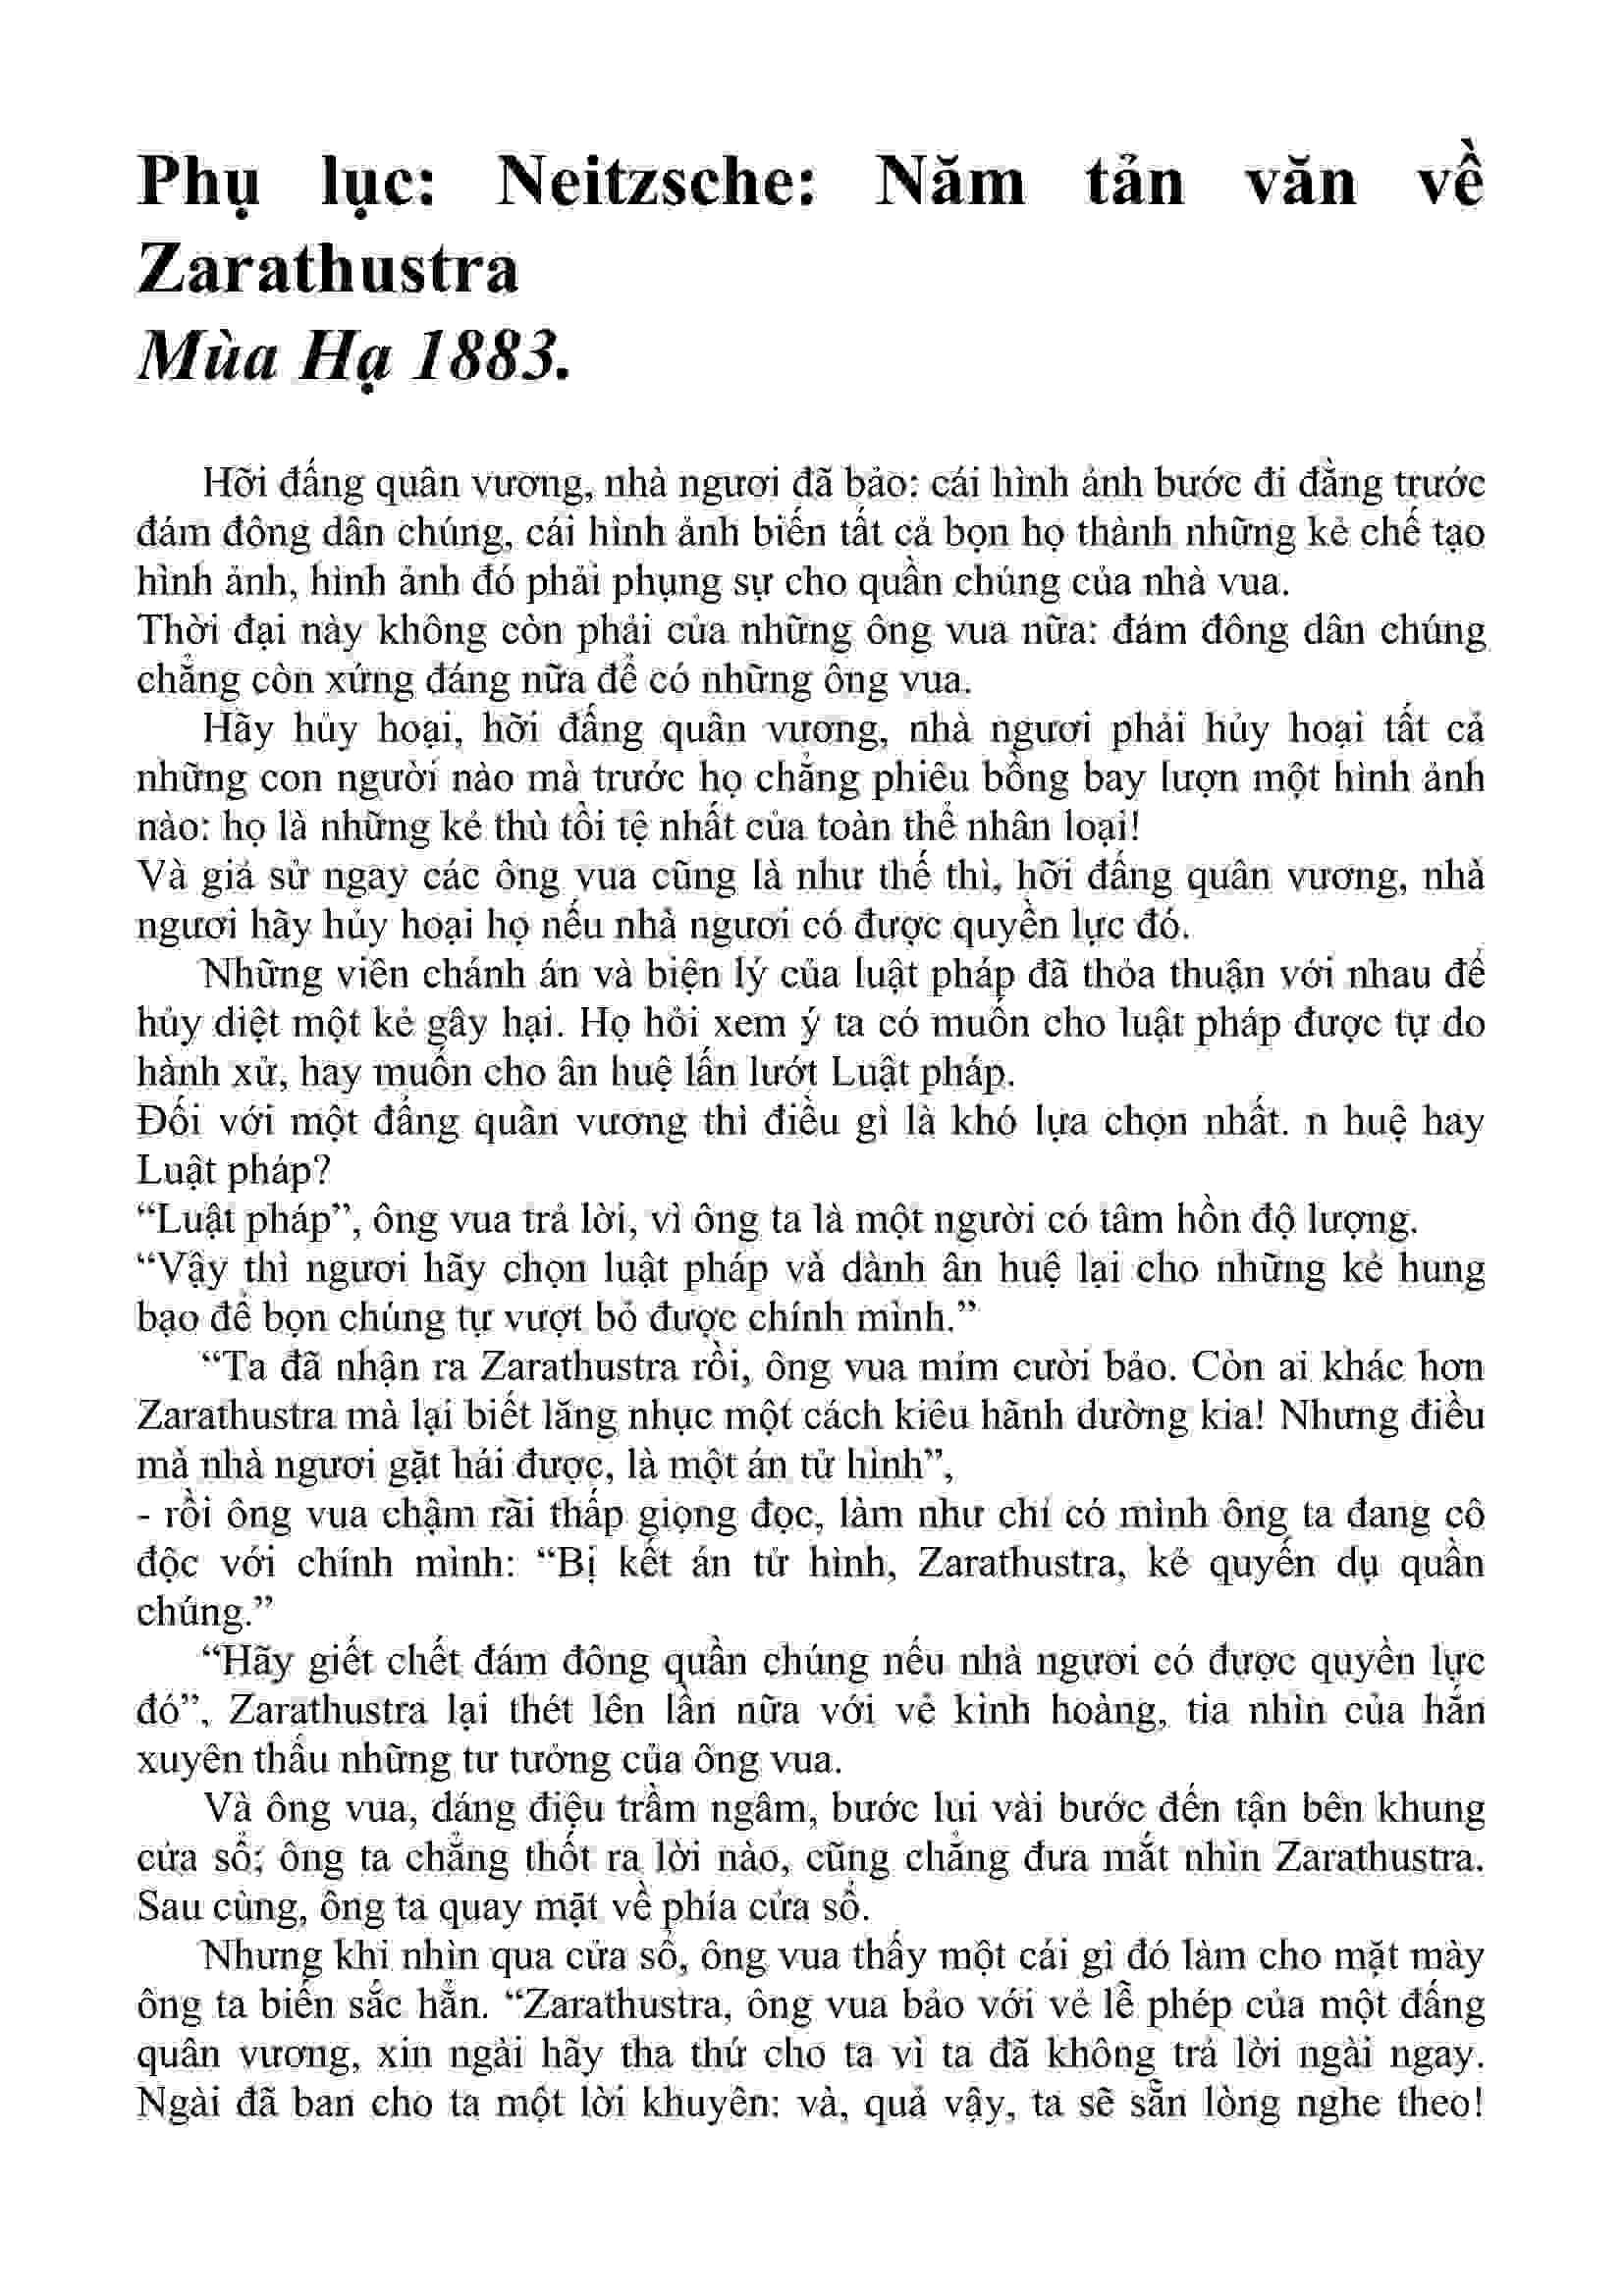 Phụ lục: Neitzsche: Năm tản văn về
Zarathustra
Mùa Hạ 1883.
Hỡi đấng quân vương, nhà ngươi đã bảo: cái hình ảnh bước đi đằng trước
đám đông dân chúng, cái hình ảnh biến tất cả bọn họ thành những kẻ chế tạo
hình ảnh, hình ảnh đó phải phụng sự cho quần chúng của nhà vua.
Thời đại này không còn phải của những ông vua nữa: đám đông dân chúng
chẳng còn xứng đáng nữa để có những ông vua.
Hãy hủy hoại, hỡi đấng quân vương, nhà ngươi phải hủy hoại tất cả
những con người nào mà trước họ chẳng phiêu bồng bay lượn một hình ảnh
nào: họ là những kẻ thù tồi tệ nhất của toàn thể nhân loại!
Và giả sử ngay các ông vua cũng là như thế thì, hỡi đấng quân vương, nhà
ngươi hãy hủy hoại họ nếu nhà ngươi có được quyền lực đó.
Những viên chánh án và biện lý của luật pháp đã thỏa thuận với nhau để
hủy diệt một kẻ gây hại. Họ hỏi xem ý ta có muốn cho luật pháp được tự do
hành xử, hay muốn cho ân huệ lấn lướt Luật pháp.
Đối với một đấng quân vương thì điều gì là khó lựa chọn nhất. n huệ hay
Luật pháp?
“Luật pháp”, ông vua trả lời, vì ông ta là một người có tâm hồn độ lượng.
“Vậy thì ngươi hãy chọn luật pháp và dành ân huệ lại cho những kẻ hung
bạo để bọn chúng tự vượt bỏ được chính mình.”
“Ta đã nhận ra Zarathustra rồi, ông vua mỉm cười bảo. Còn ai khác hơn
Zarathustra mà lại biết lăng nhục một cách kiêu hãnh dường kia! Nhưng điều
mà nhà ngươi gặt hái được, là một án tử hình”,
- rồi ông vua chậm rãi thấp giọng đọc, làm như chỉ có mình ông ta đang cô
độc với chính mình: “Bị kết án tử hình, Zarathustra, kẻ quyến dụ quần
chúng.”
“Hãy giết chết đám đông quần chúng nếu nhà ngươi có được quyền lực
đó”, Zarathustra lại thét lên lần nữa với vẻ kinh hoàng, tia nhìn của hắn
xuyên thấu những tư tưởng của ông vua.
Và ông vua, dáng điệu trầm ngâm, bước lui vài bước đến tận bên khung
cửa sổ; ông ta chẳng thốt ra lời nào, cũng chẳng đưa mắt nhìn Zarathustra.
Sau cùng, ông ta quay mặt về phía cửa sổ.
Nhưng khi nhìn qua cửa sổ, ông vua thấy một cái gì đó làm cho mặt mày
ông ta biến sắc hẳn. “Zarathustra, ông vua bảo với vẻ lễ phép của một đấng
quân vương, xin ngài hãy tha thứ cho ta vì ta đã không trả lời ngài ngay.
Ngài đã ban cho ta một lời khuyên: và, quả vậy, ta sẽ sẵn lòng nghe theo!